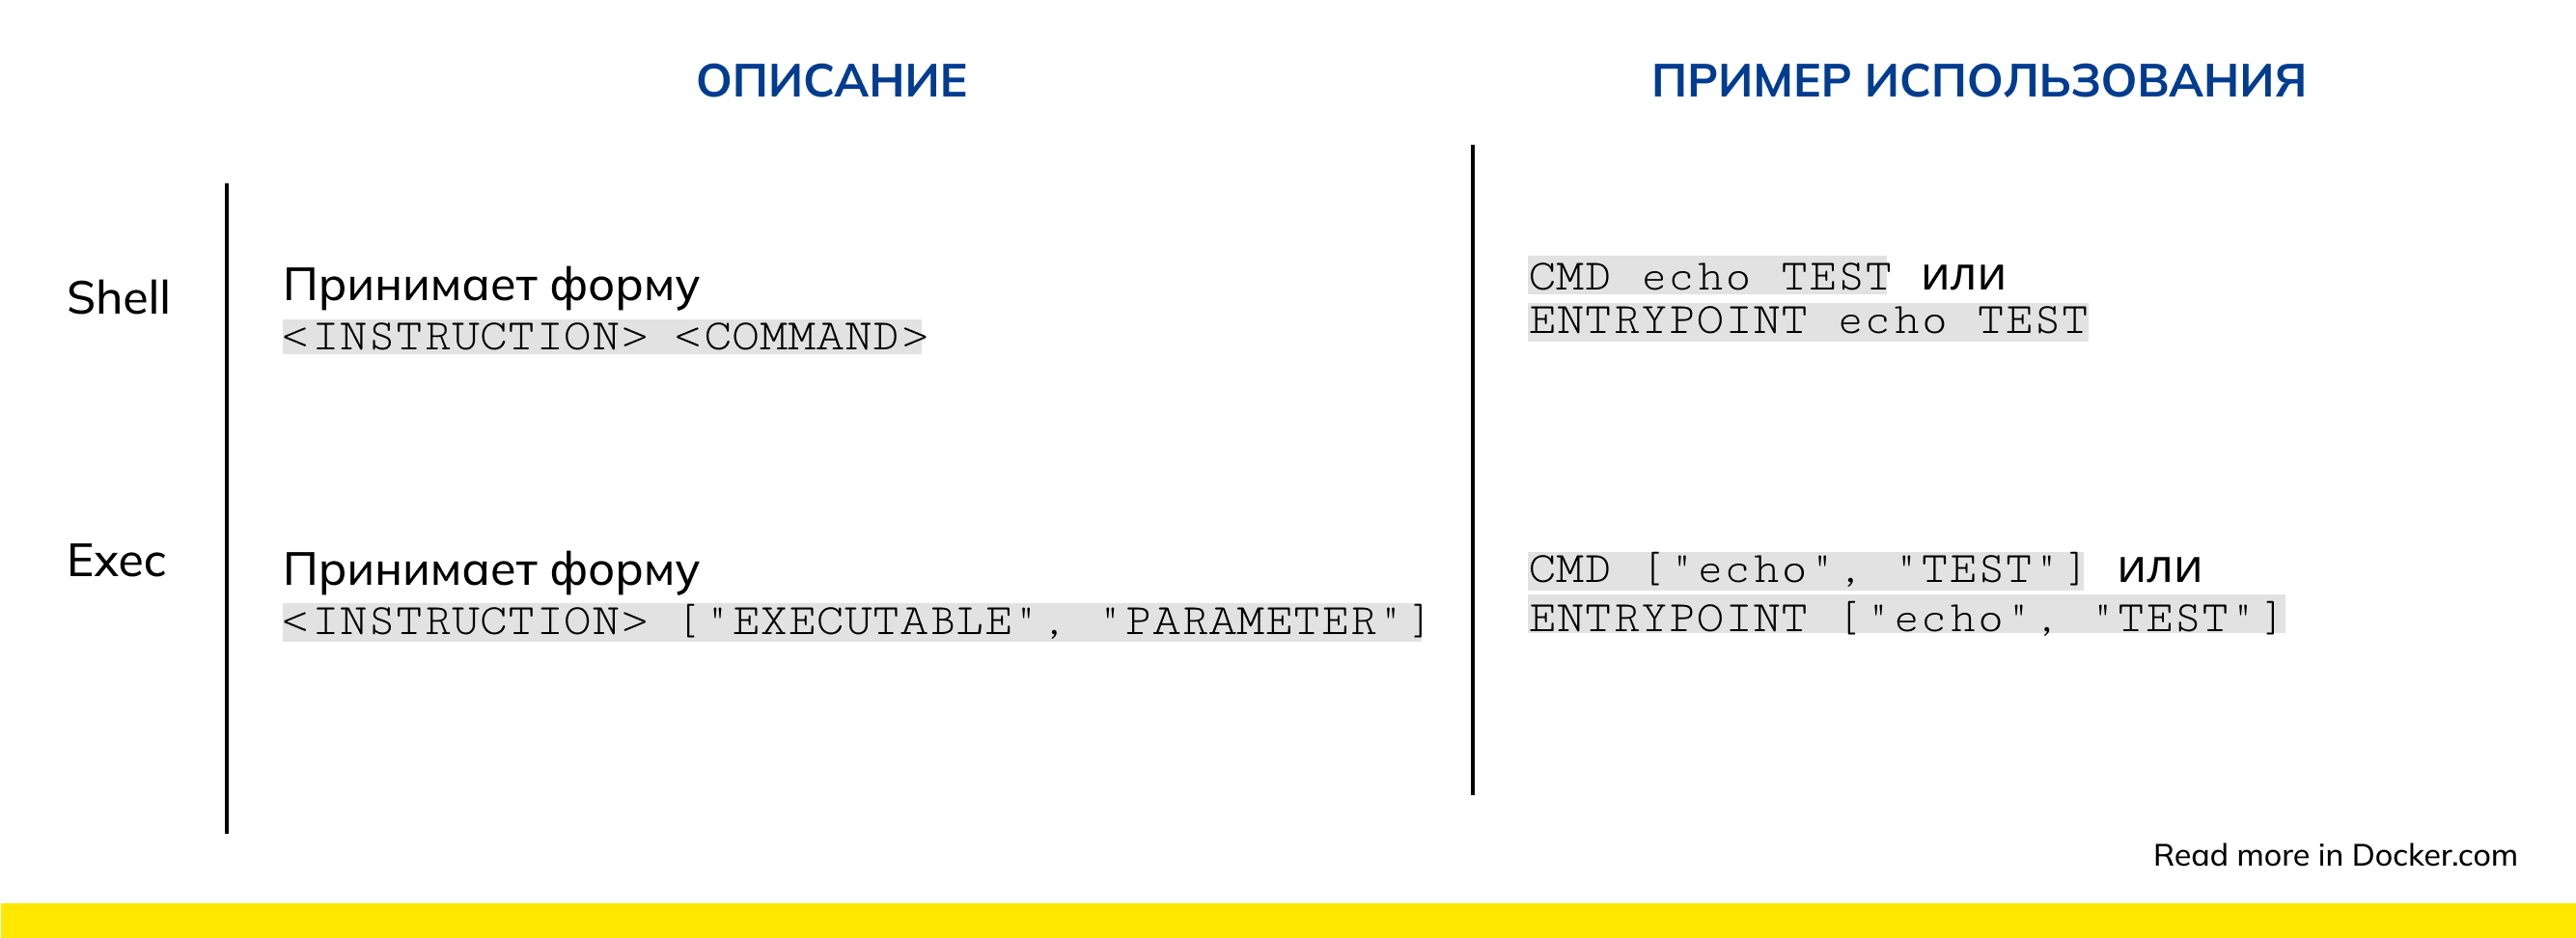 ОПИСАНИЕ
ПРИМЕР ИСПОЛЬЗОВАНИЯ
Shell
Принимает форму
<INSTRUCTION> <COMMAND>
CMD echo TEST или
ENTRYPOINT echo TEST
Exec
Принимает форму
<INSTRUCTION> ["EXECUTABLE", "PARAMETER"]
CMD ["echo", "TEST"] или
ENTRYPOINT ["echo", "TEST"]
Read more in Docker.com